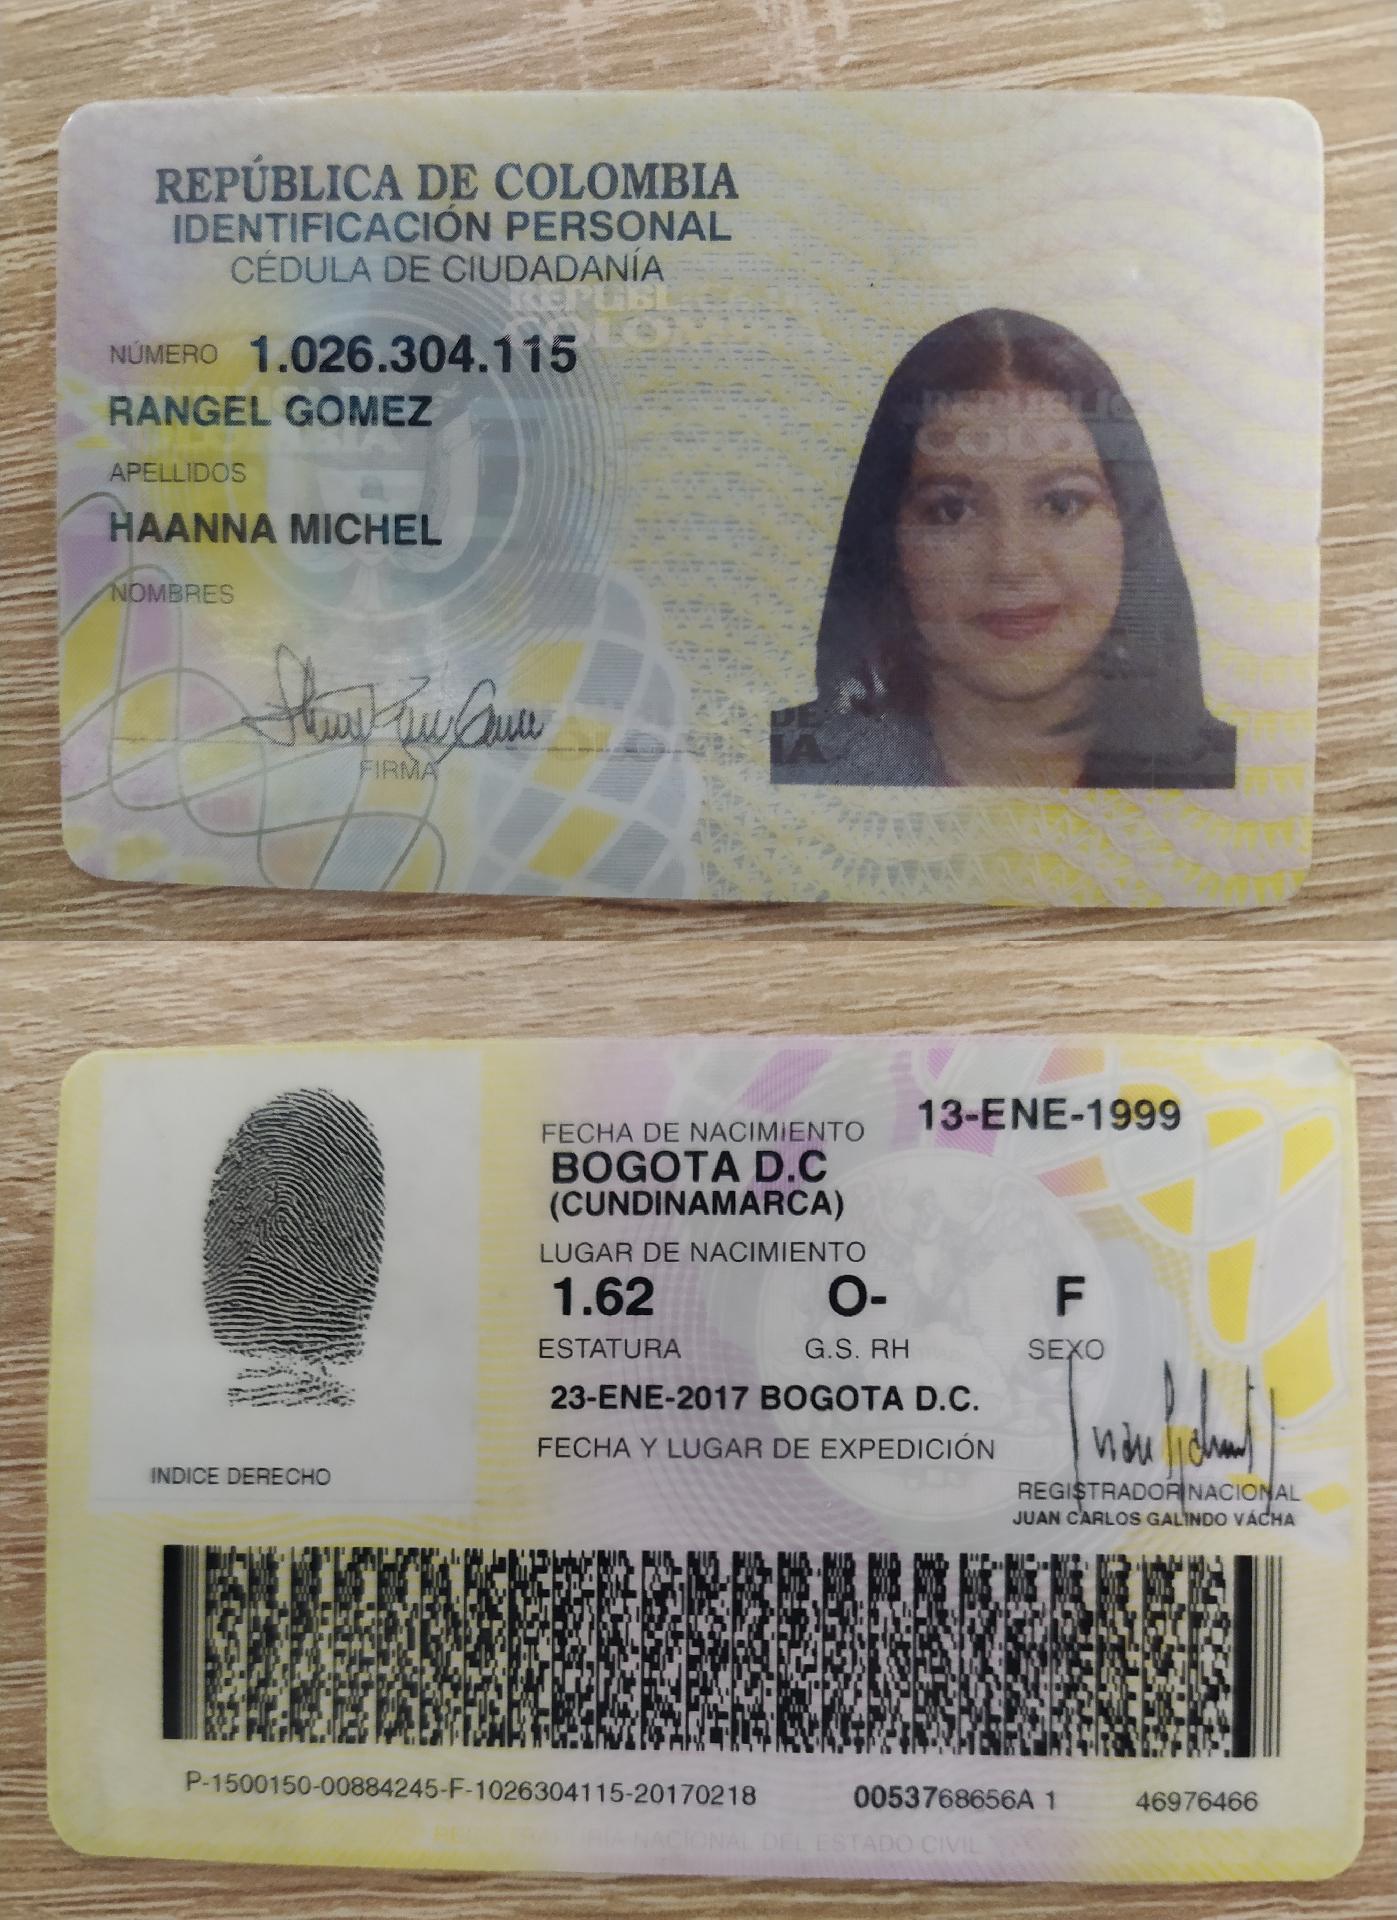 REPÚBLICA DE COLOMBIA
IDENTIFICACIÓN PERSONAL
CÉDULA DE CIUDADANÍA
NÚMERO 1.026.304.115
RANGEL GOMEZ
APELLIDOS
HAANNA MICHEL
NOMBRES
FIRMA
FECHA DE NACIMIENTO 13-ENE-1999
BOGOTA D.C
(CUNDINAMARCA)
LUGAR DE NACIMIENTO
1.62 O- F
ESTATURA G.S. RH SEXO
23-ENE-2017 BOGOTA D.C.
FECHA Y LUGAR DE EXPEDICIÓN
INDICE DERECHO
REGISTRADOR NACIONAL
JUAN CARLOS GALINDO VÁCHA
P-1500150-00884245-F-1026304115-20170218 0053768656A 1 46976466
REGISTRADURIA NACIONAL DEL ESTADO CIVIL